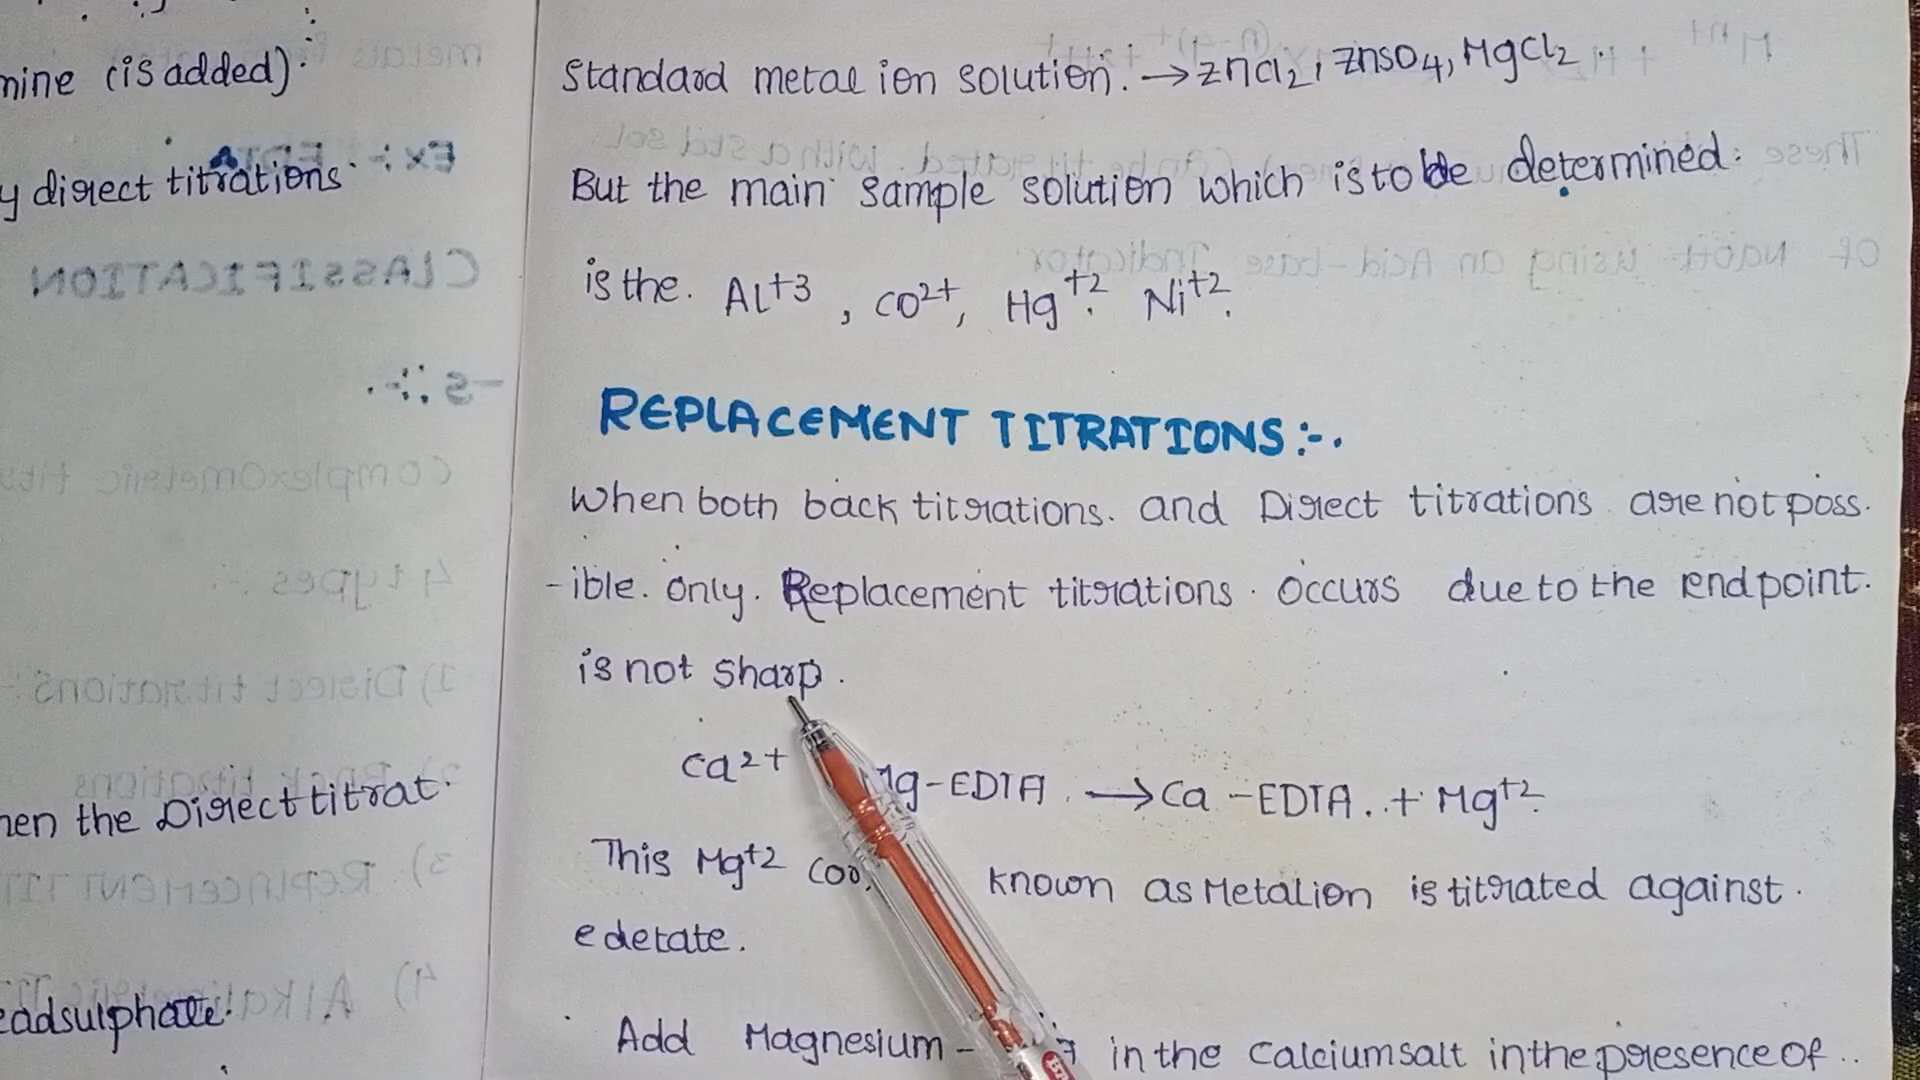 mine (is added).
y direct titrations.
hen the Direct titrat.
eadsulphate.
Standard metal ion solution. → ZnCl2, ZnSO4, MgCl2.
But the main sample solution which is to be determined.
is the. Al+3, CO2+, Hg+2. Ni+2.
REPLACEMENT TITRATIONS:-.
When both back titrations. and Direct titrations are not poss.
-ible. only. Replacement titrations. occurs due to the end point.
is not sharp.
Ca2+ Mg-EDTA. → Ca-EDTA. + Mg+2.
This Mg+2 known as Metal ion is titrated against.
edetate.
Add Magnesium- in the Calcium salt in the presence of..